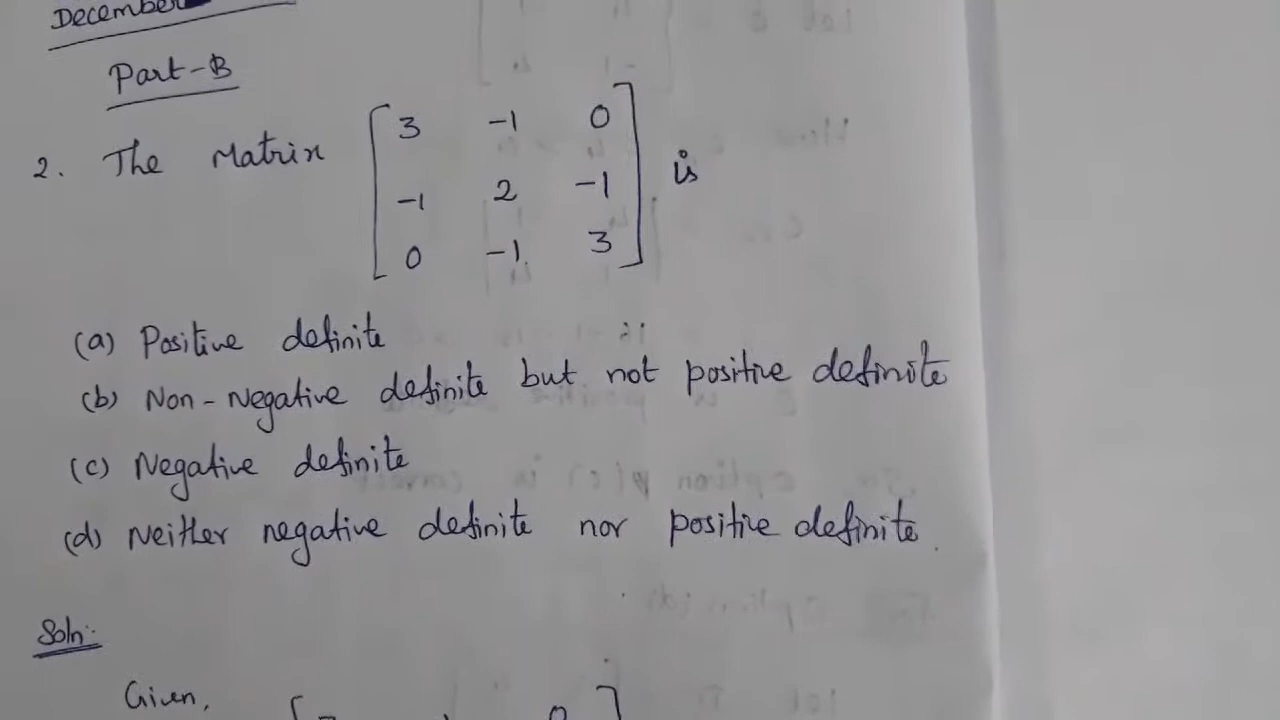 December
Part-B
2. The Matrix [3 -1 0
-1 2 -1
0 -1 3] is
(a) Positive definite
(b) Non-Negative definite but not positive definite
(c) Negative definite
(d) Neither negative definite nor positive definite.
Soln:-
Given,